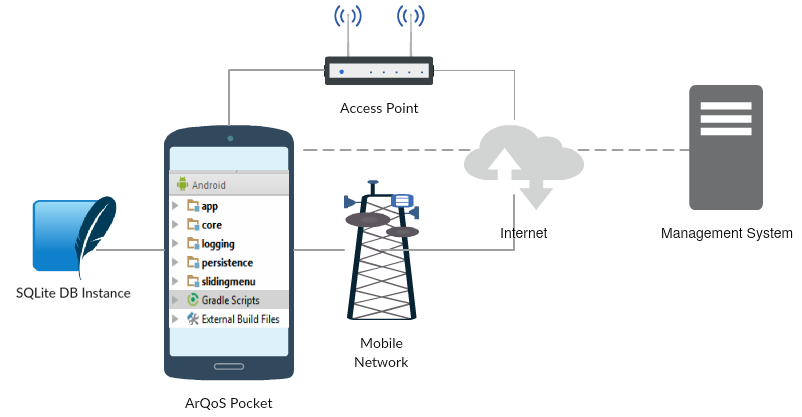 Access Point
Android
app
core
logging
persistence
slidingmenu
Gradle Scripts
External Build Files
SQLite DB Instance
ArQoS Pocket
Mobile
Network
Internet
Management System